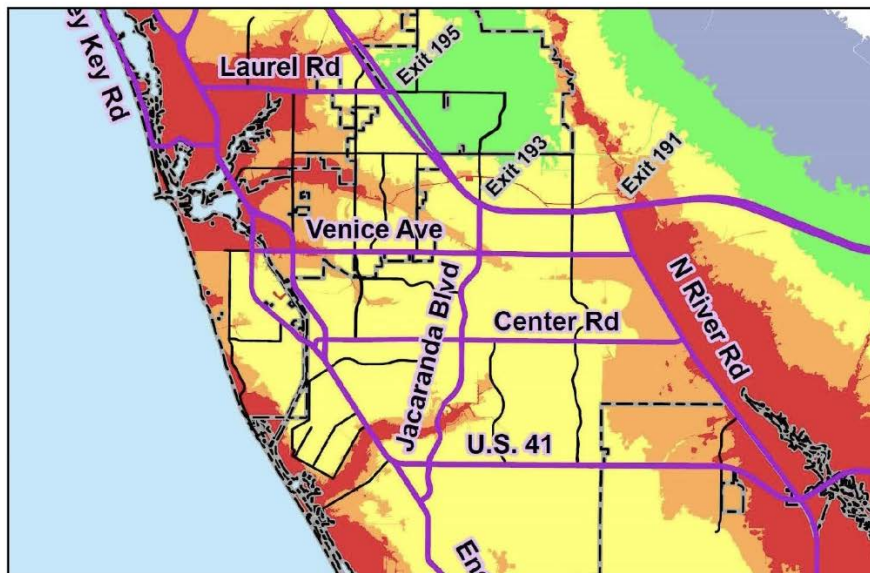 ey Key Rd
Laurel Rd
Exit 195
Exit 193
Exit 191
Venice Ave
Jacaranda Blvd
Center Rd
N River Rd
U.S. 41
Eng